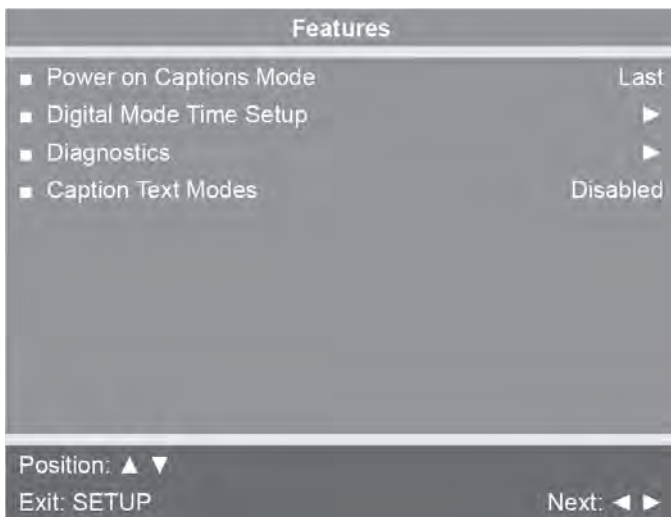 Features
■ Power on Captions Mode Last
■ Digital Mode Time Setup ►
■ Diagnostics ►
■ Caption Text Modes Disabled
Position: ▲ ▼
Exit: SETUP Next: ◄ ►